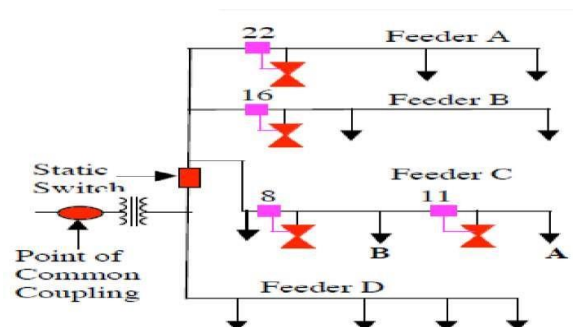 22
Feeder A
16
Feeder B
Static
Switch
Feeder C
8
11
B
A
Point of
Common
Coupling
Feeder D